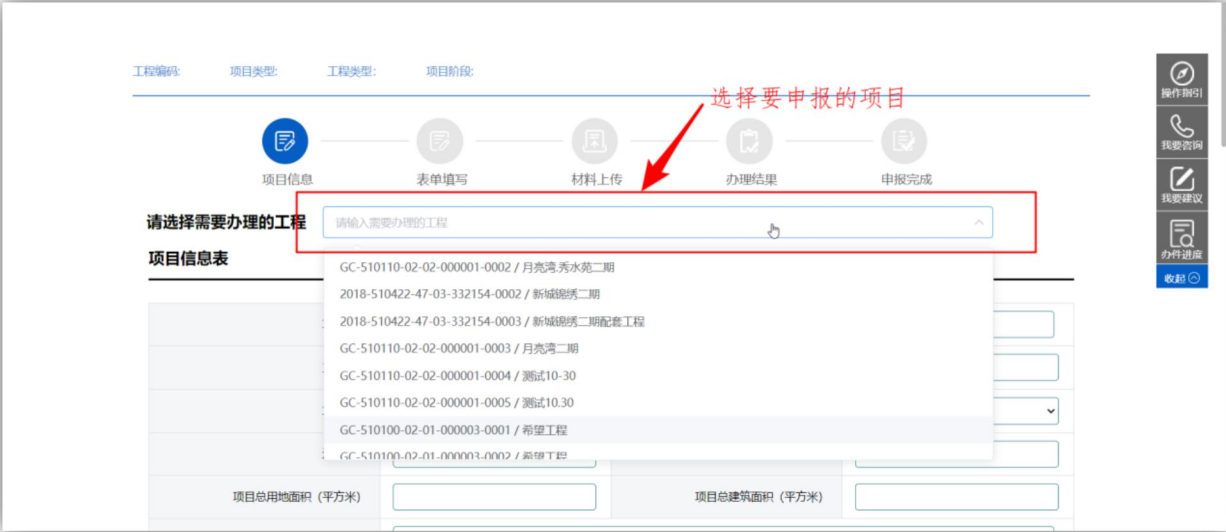 工程编码: 项目类型: 工程类型: 项目阶段:
选择要申报的项目
项目信息 表单填写 材料上传 办理结果 申报完成
请选择需要办理的工程 请输入需要办理的工程
项目信息表
GC-510110-02-02-000001-0002 / 月亮湾.秀水苑二期
2018-510422-47-03-332154-0002 / 新城锦绣二期
2018-510422-47-03-332154-0003 / 新城锦绣二期配套工程
GC-510110-02-02-000001-0003 / 月亮湾二期
GC-510110-02-02-000001-0004 / 测试10-30
GC-510110-02-02-000001-0005 / 测试10.30
GC-510100-02-01-000003-0001 / 希望工程
GC-510100-02-01-000003-0002 / 希望工程
项目总用地面积（平方米） 项目总建筑面积（平方米）
操作指引
我要咨询
我要建议
办件进度
收起